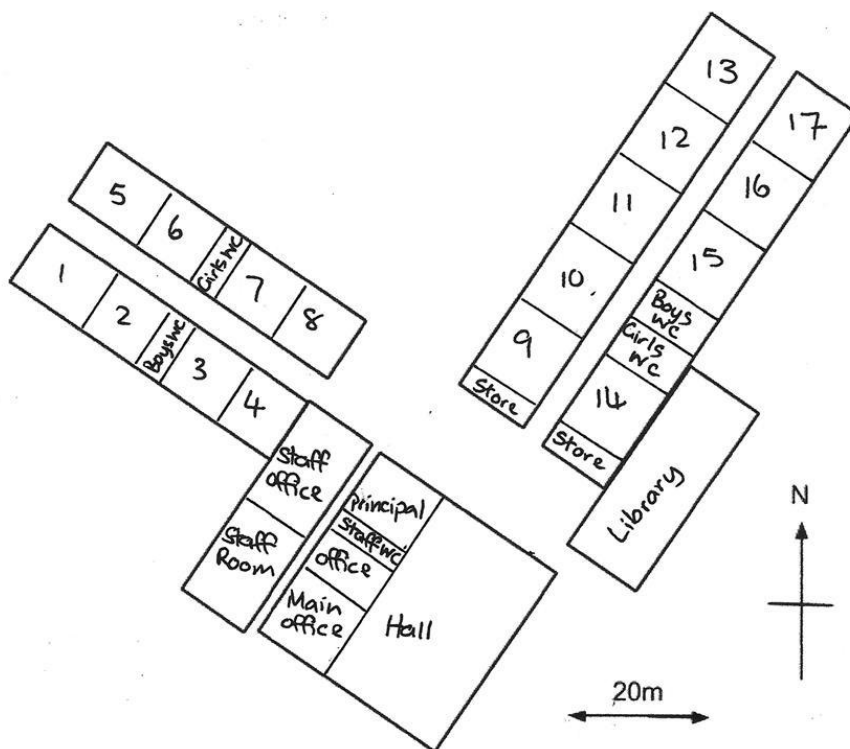 13
17
12
16
11
5
6
Girls WC
10.
15
1
7
Boys
WC
2
8
Girls
WC
Boys WC
9
3
Store
14
4
Store
Staff
office
Principal
Library
N
Staff WC
Staff
Room
office
Main
office
Hall
20m